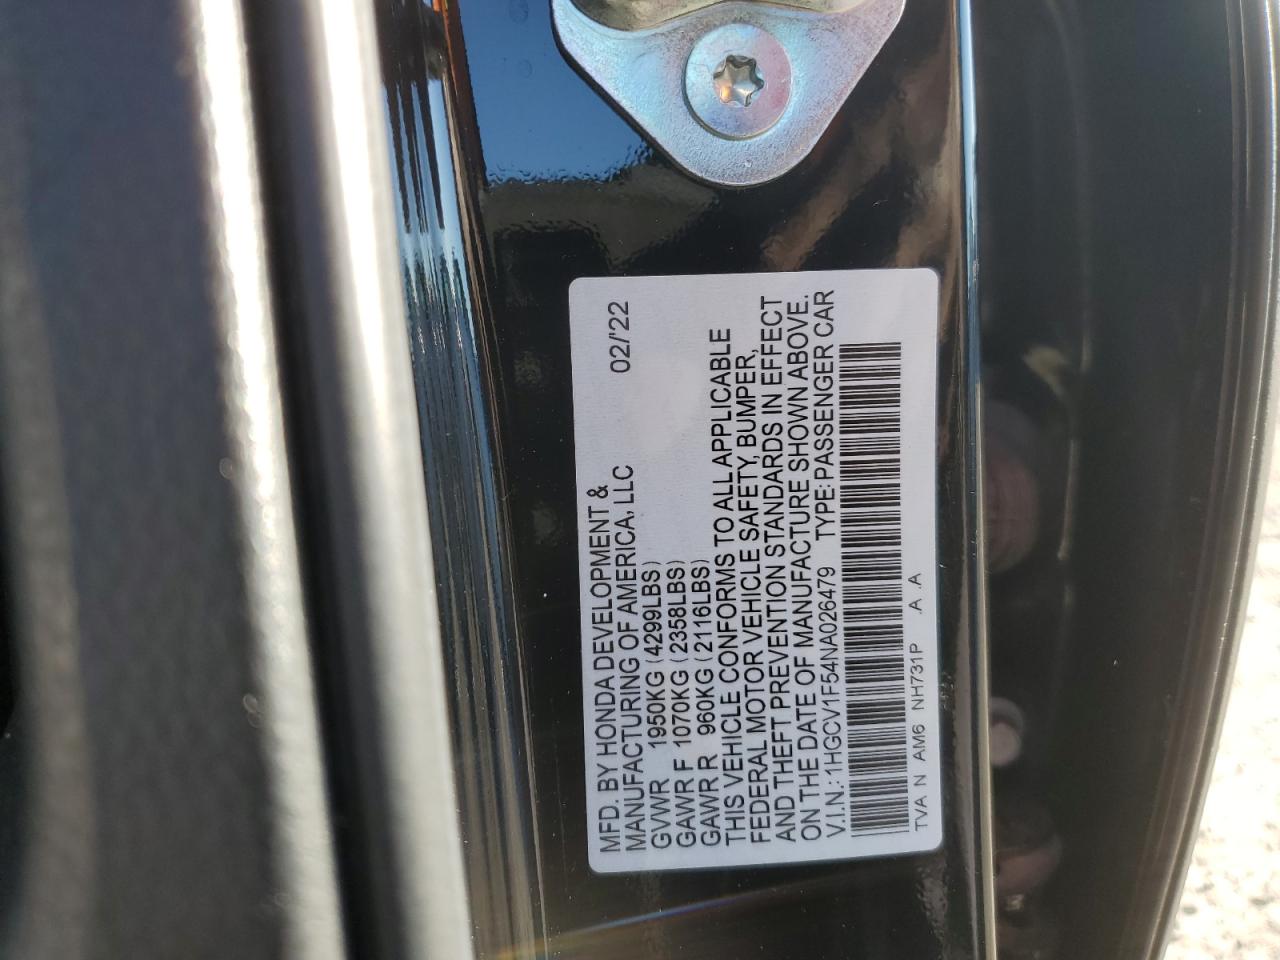 MFD. BY HONDA DEVELOPMENT &
MANUFACTURING OF AMERICA, LLC 02/'22
GVWR 1950KG (4299LBS)
GAWR F 1070KG (2358LBS)
GAWR R 960KG (2116LBS)
THIS VEHICLE CONFORMS TO ALL APPLICABLE
FEDERAL MOTOR VEHICLE SAFETY, BUMPER,
AND THEFT PREVENTION STANDARDS IN EFFECT
ON THE DATE OF MANUFACTURE SHOWN ABOVE.
V.I.N.: 1HGCV1F54NA026479 TYPE: PASSENGER CAR
TVA N AM6 NH731P .A .A